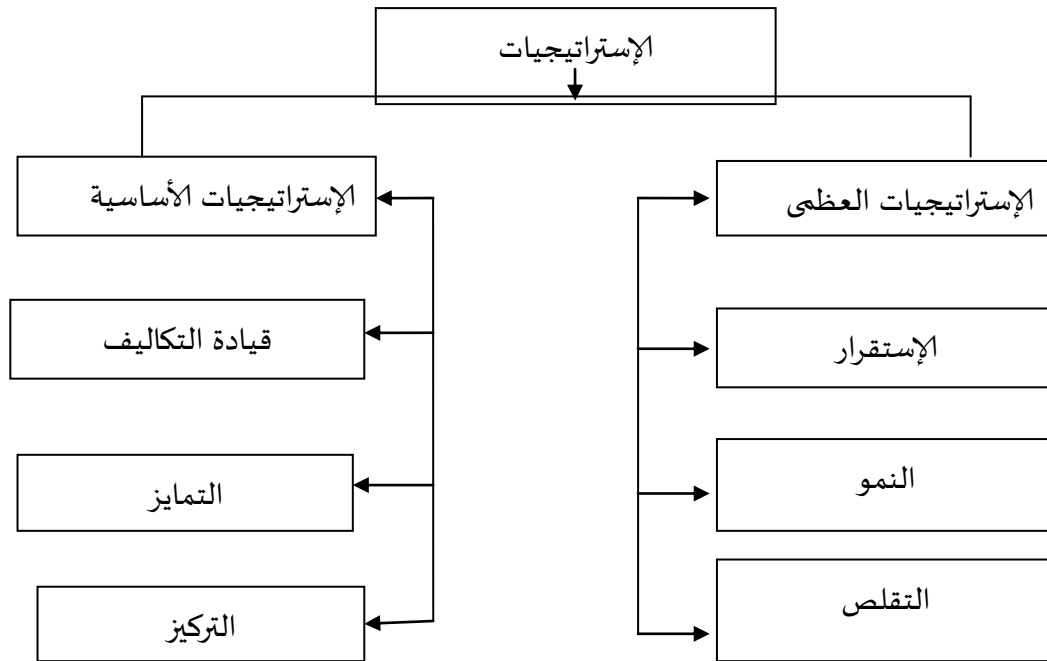 الإستراتيجيات
الإستراتيجيات العظمى
الإستراتيجيات الأساسية
الإستقرار
قيادة التكاليف
النمو
التمايز
التقلص
التركيز